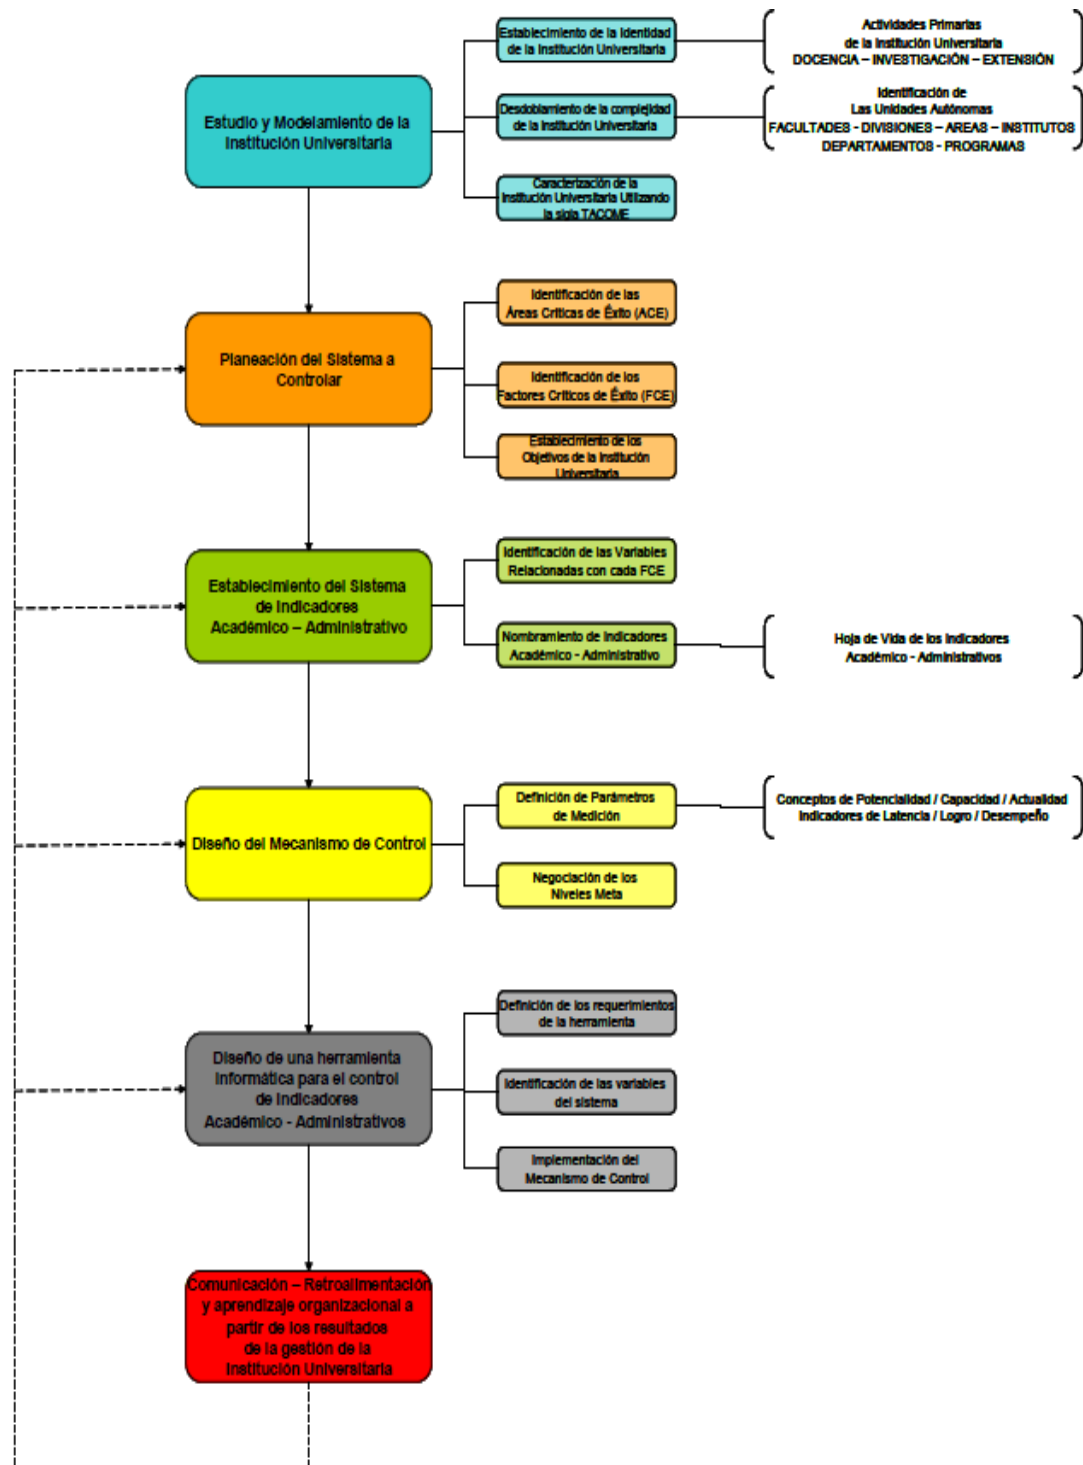 Estudio y Modelamiento de la
Institución Universitaria
Establecimiento de la Identidad
de la Institución Universitaria
Actividades Primarias
de la Institución Universitaria
DOCENCIA – INVESTIGACIÓN – EXTENSIÓN
Desdoblamiento de la complejidad
de la Institución Universitaria
Identificación de
Las Unidades Autónomas
FACULTADES - DIVISIONES – AREAS – INSTITUTOS
DEPARTAMENTOS - PROGRAMAS
Caracterización de la
Institución Universitaria Utilizando
la sigla TACOME
Planeación del Sistema a
Controlar
Identificación de las
Áreas Críticas de Éxito (ACE)
Identificación de los
Factores Críticos de Éxito (FCE)
Establecimiento de los
Objetivos de la Institución
Universitaria
Establecimiento del Sistema
de Indicadores
Académico – Administrativo
Identificación de las Variables
Relacionadas con cada FCE
Nombramiento de Indicadores
Académico - Administrativo
Hoja de Vida de los Indicadores
Académico - Administrativos
Diseño del Mecanismo de Control
Definición de Parámetros
de Medición
Conceptos de Potencialidad / Capacidad / Actualidad
Indicadores de Latencia / Logro / Desempeño
Negociación de los
Niveles Meta
Diseño de una herramienta
informática para el control
de Indicadores
Académico - Administrativos
Definición de los requerimientos
de la herramienta
Identificación de las variables
del sistema
Implementación del
Mecanismo de Control
Comunicación – Retroalimentación
y aprendizaje organizacional a
partir de los resultados
de la gestión de la
Institución Universitaria